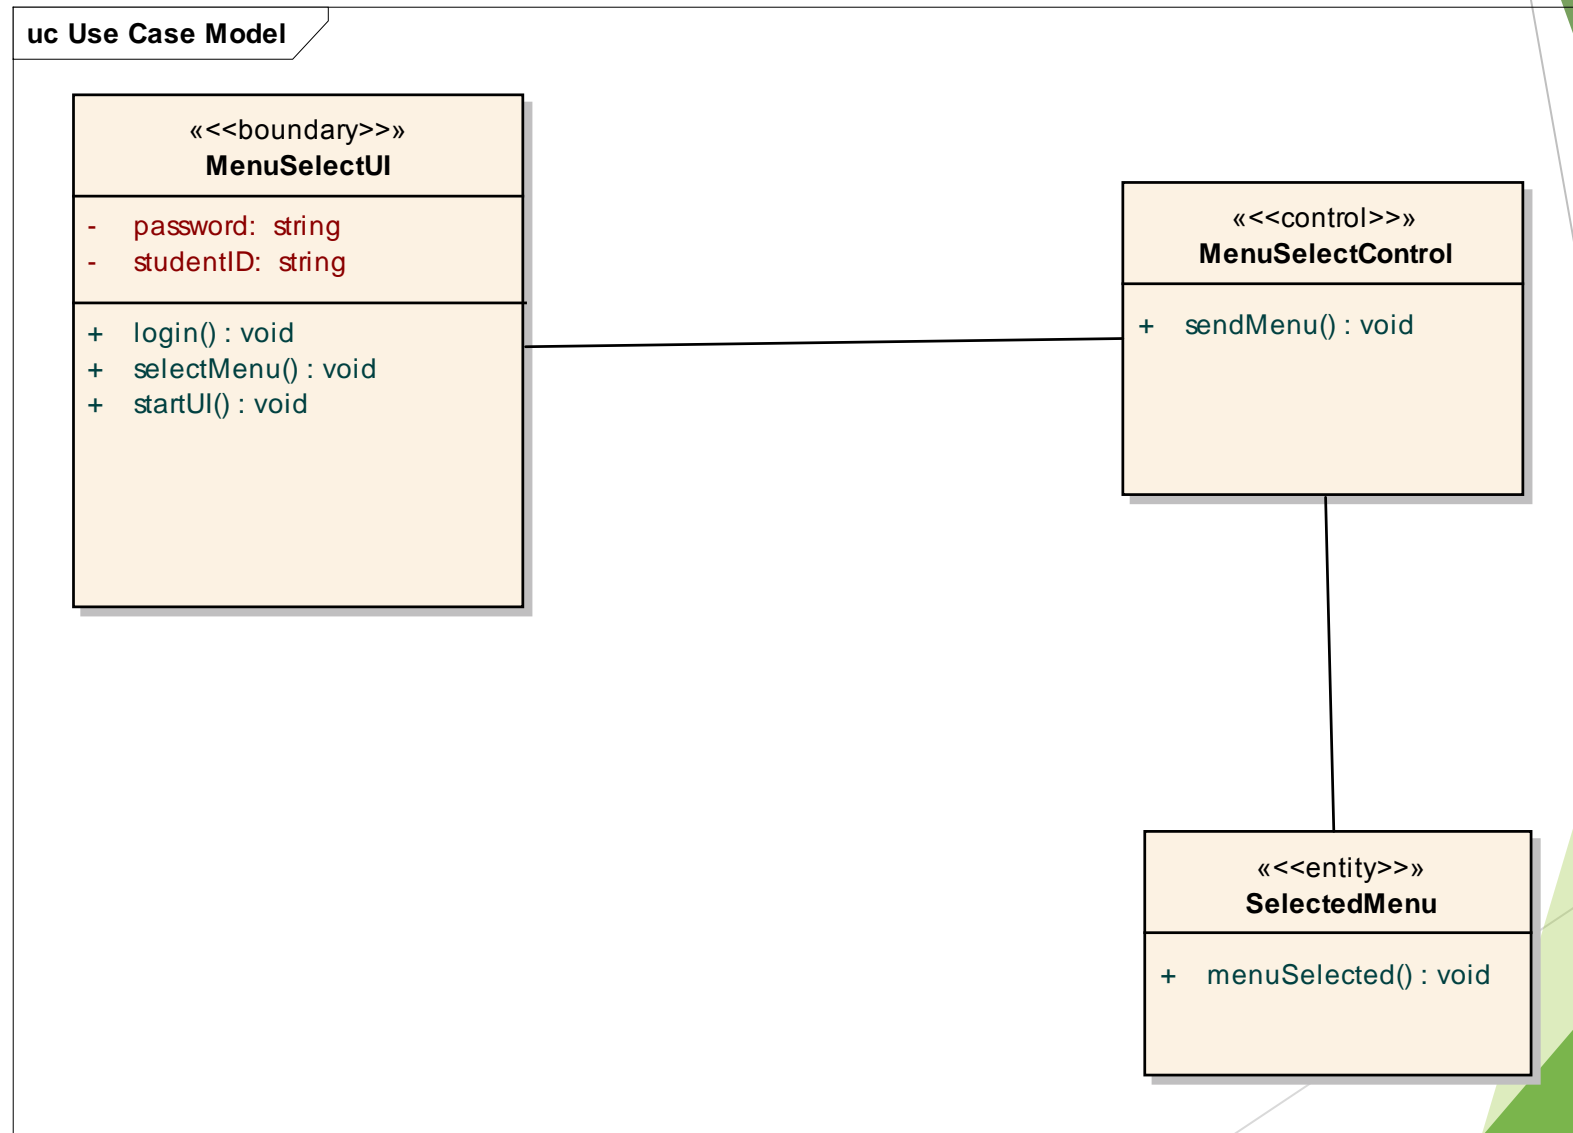 uc Use Case Model
«<<boundary>>»
MenuSelectUI
- password: string
- studentID: string
+ login() : void
+ selectMenu() : void
+ startUI() : void
«<<control>>»
MenuSelectControl
+ sendMenu() : void
«<<entity>>»
SelectedMenu
+ menuSelected() : void